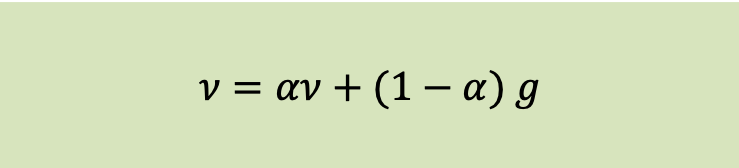 𝜈 = 𝛼𝜈 + (1 − 𝛼) 𝑔